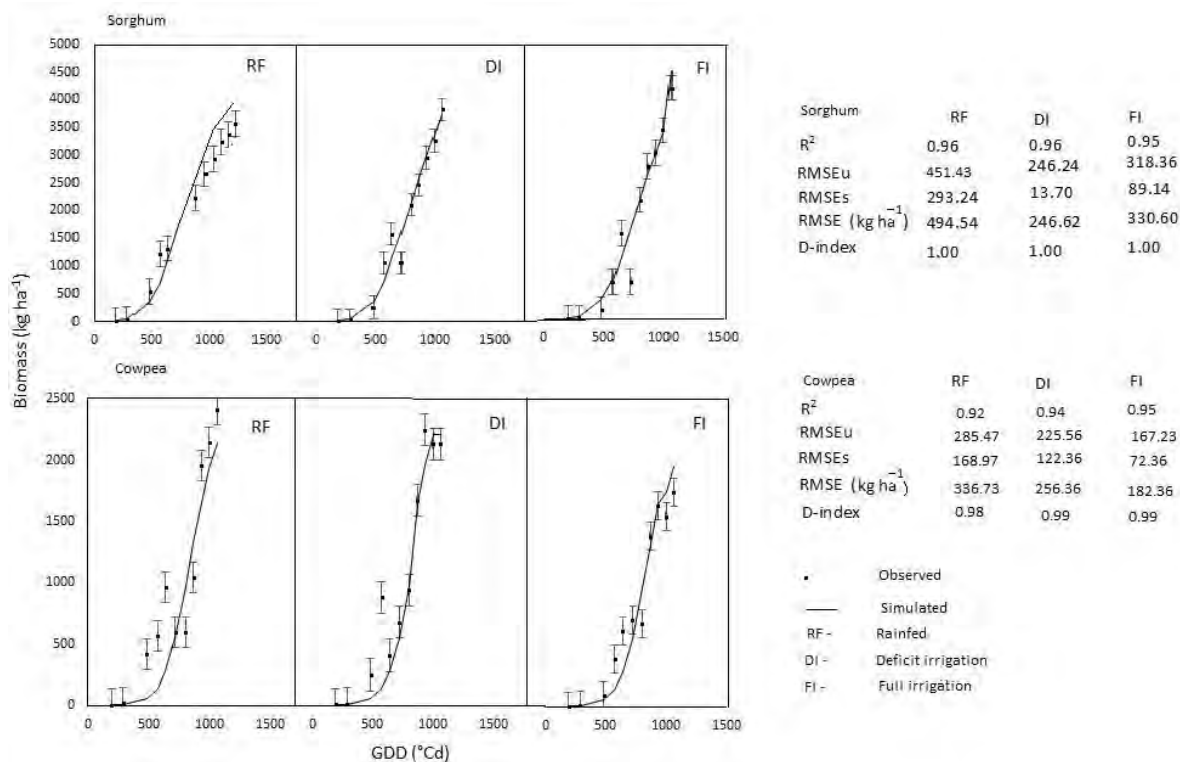 Sorghum
5000
4500
4000
3500
3000
2500
2000
1500
1000
500
0
RF
DI
FI
0 500 1000 1500 0 500 1000 1500 0 500 1000 1500
Biomass (kg ha⁻¹)
Cowpea
2500
2000
1500
1000
500
0
RF
DI
FI
0 500 1000 1500 0 500 1000 1500 0 500 1000 1500
GDD (°Cd)
Sorghum RF DI FI
R² 0.96 0.96 0.95
RMSEu 451.43 246.24 318.36
RMSEs 293.24 13.70 89.14
RMSE (kg ha⁻¹) 494.54 246.62 330.60
D-index 1.00 1.00 1.00
Cowpea RF DI FI
R² 0.92 0.94 0.95
RMSEu 285.47 225.56 167.23
RMSEs 168.97 122.36 72.36
RMSE (kg ha⁻¹) 336.73 256.36 182.36
D-index 0.98 0.99 0.99
Observed
Simulated
RF - Rainfed
DI - Deficit irrigation
FI - Full irrigation